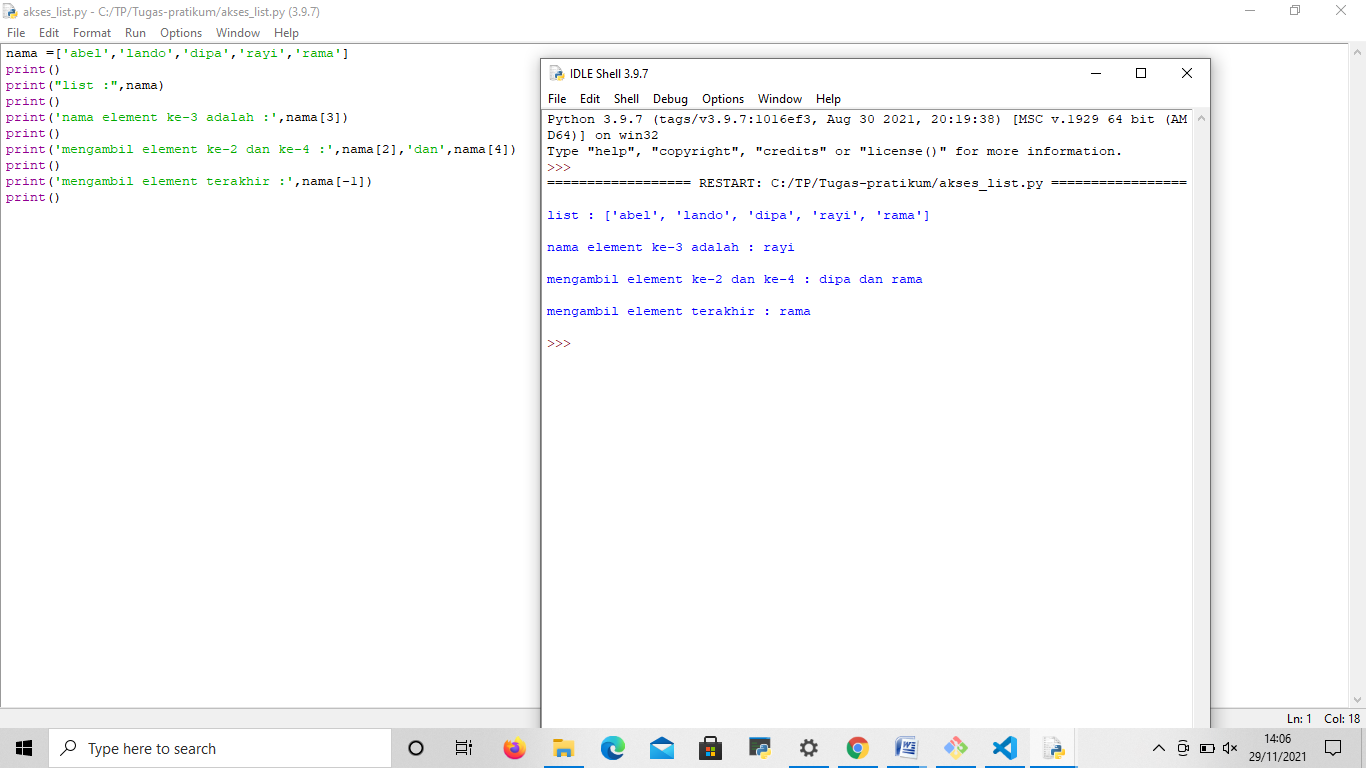 akses_list.py - C:/TP/Tugas-pratikum/akses_list.py (3.9.7)
File Edit Format Run Options Window Help
nama =['abel','lando','dipa','rayi','rama']
print()
print("list :",nama)
print()
print('nama element ke-3 adalah :',nama[3])
print()
print('mengambil element ke-2 dan ke-4 :',nama[2],'dan',nama[4])
print()
print('mengambil element terakhir :',nama[-1])
print()
IDLE Shell 3.9.7
File Edit Shell Debug Options Window Help
Python 3.9.7 (tags/v3.9.7:1016ef3, Aug 30 2021, 20:19:38) [MSC v.1929 64 bit (AM
D64)] on win32
Type "help", "copyright", "credits" or "license()" for more information.
>>>
================== RESTART: C:/TP/Tugas-pratikum/akses_list.py =================
list : ['abel', 'lando', 'dipa', 'rayi', 'rama']
nama element ke-3 adalah : rayi
mengambil element ke-2 dan ke-4 : dipa dan rama
mengambil element terakhir : rama
>>>
Ln: 1 Col: 18
Type here to search
14:06
29/11/2021